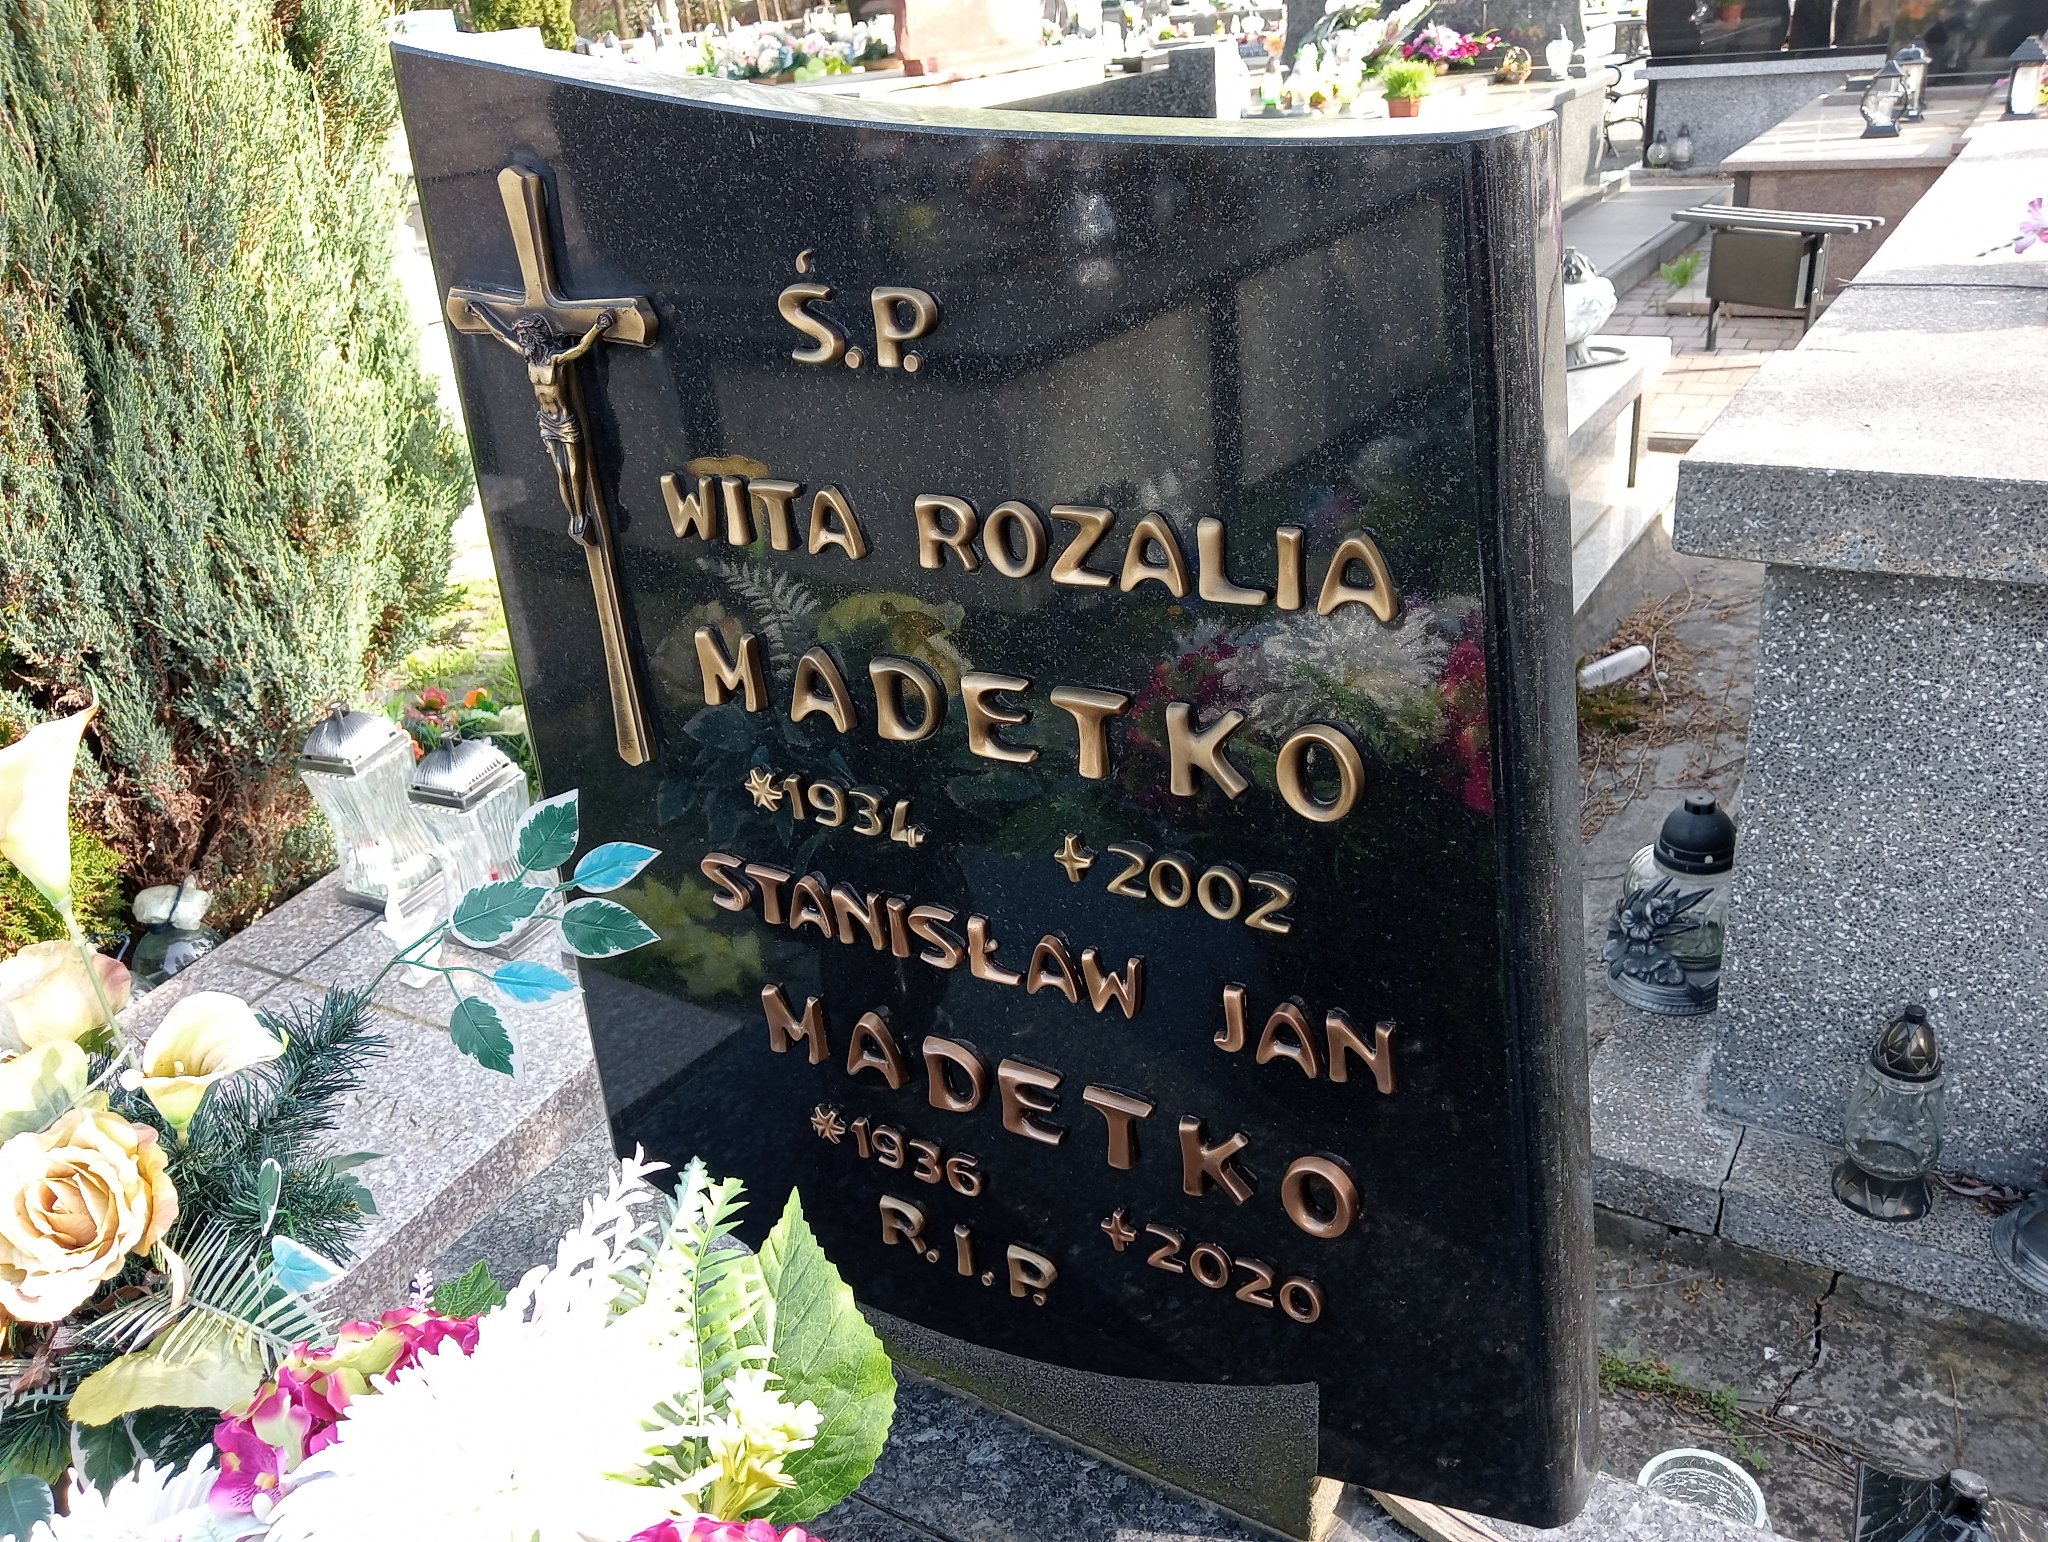 Ś.P.
WITA ROZALIA
MADETKO
*1934 +2002
STANISŁAW JAN
MADETKO
*1936 +2020
R.I.P.